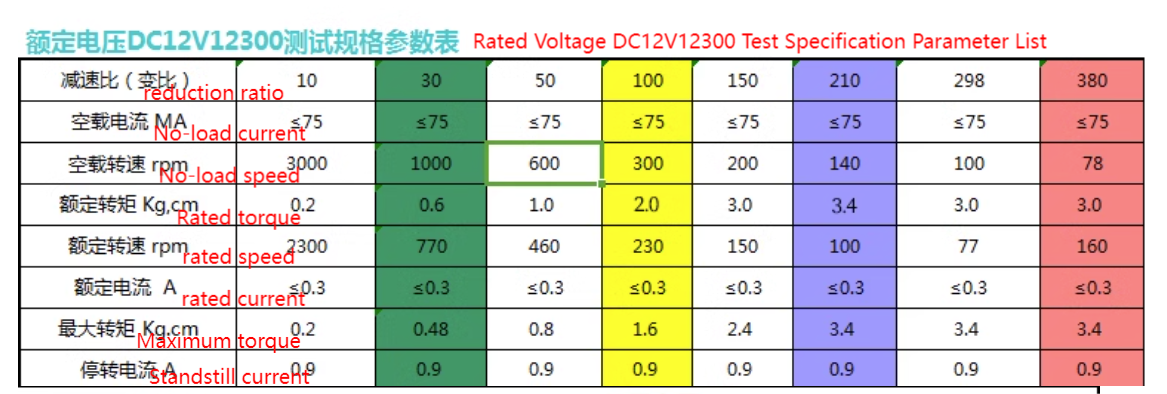 额定电压DC12V12300测试规格参数表 Rated Voltage DC12V12300 Test Specification Parameter List
减速比（变比） 10 30 50 100 150 210 298 380
reduction ratio
空载电流 MA ≤75 ≤75 ≤75 ≤75 ≤75 ≤75 ≤75 ≤75
No-load current
空载转速 rpm 3000 1000 600 300 200 140 100 78
No-load speed
额定转矩 Kg,cm 0.2 0.6 1.0 2.0 3.0 3.4 3.0 3.0
Rated torque
额定转速 rpm 2300 770 460 230 150 100 77 160
rated speed
额定电流 A ≤0.3 ≤0.3 ≤0.3 ≤0.3 ≤0.3 ≤0.3 ≤0.3 ≤0.3
rated current
最大转矩 Kg.cm 0.2 0.48 0.8 1.6 2.4 3.4 3.4 3.4
Maximum torque
停转电流 A 0.9 0.9 0.9 0.9 0.9 0.9 0.9 0.9
Standstill current